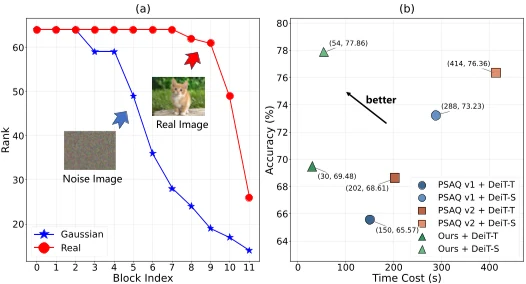 (a)
Rank
60
50
40
30
20
Real Image
Noise Image
Gaussian
Real
0 1 2 3 4 5 6 7 8 9 10 11
Block Index
(b)
Accuracy (%)
80
78
76
74
72
70
68
66
64
(54, 77.86)
(414, 76.36)
better
(288, 73.23)
(30, 69.48)
(202, 68.61)
(150, 65.57)
PSAQ v1 + DeiT-T
PSAQ v1 + DeiT-S
PSAQ v2 + DeiT-T
PSAQ v2 + DeiT-S
Ours + DeiT-T
Ours + DeiT-S
0 100 200 300 400
Time Cost (s)